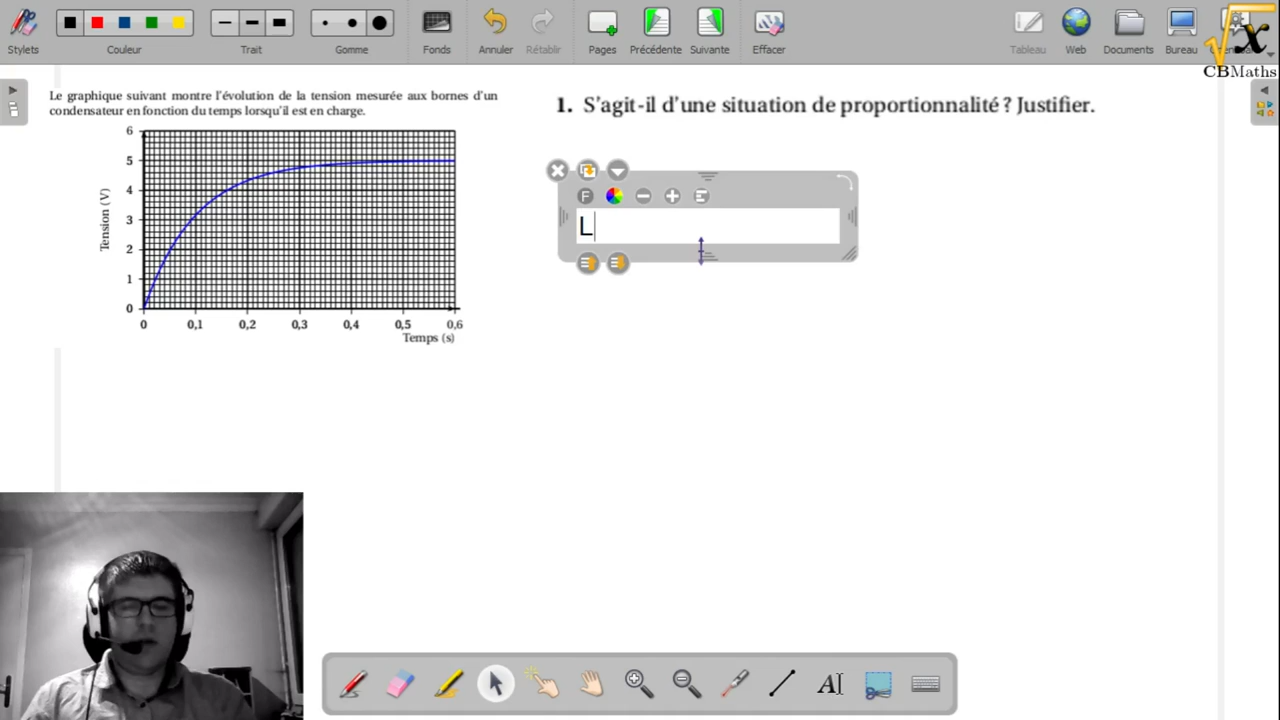 Stylets
Couleur
Trait
Gomme
Fonds
Annuler
Rétablir
Pages
Précédente
Suivante
Effacer
Tableau
Web
Documents
Bureau
CBMaths
Le graphique suivant montre l'évolution de la tension mesurée aux bornes d'un
condensateur en fonction du temps lorsqu'il est en charge.
6
5
4
3
2
1
0
Tension (V)
0 0,1 0,2 0,3 0,4 0,5 0,6
Temps (s)
1. S'agit-il d'une situation de proportionnalité ? Justifier.
F
L